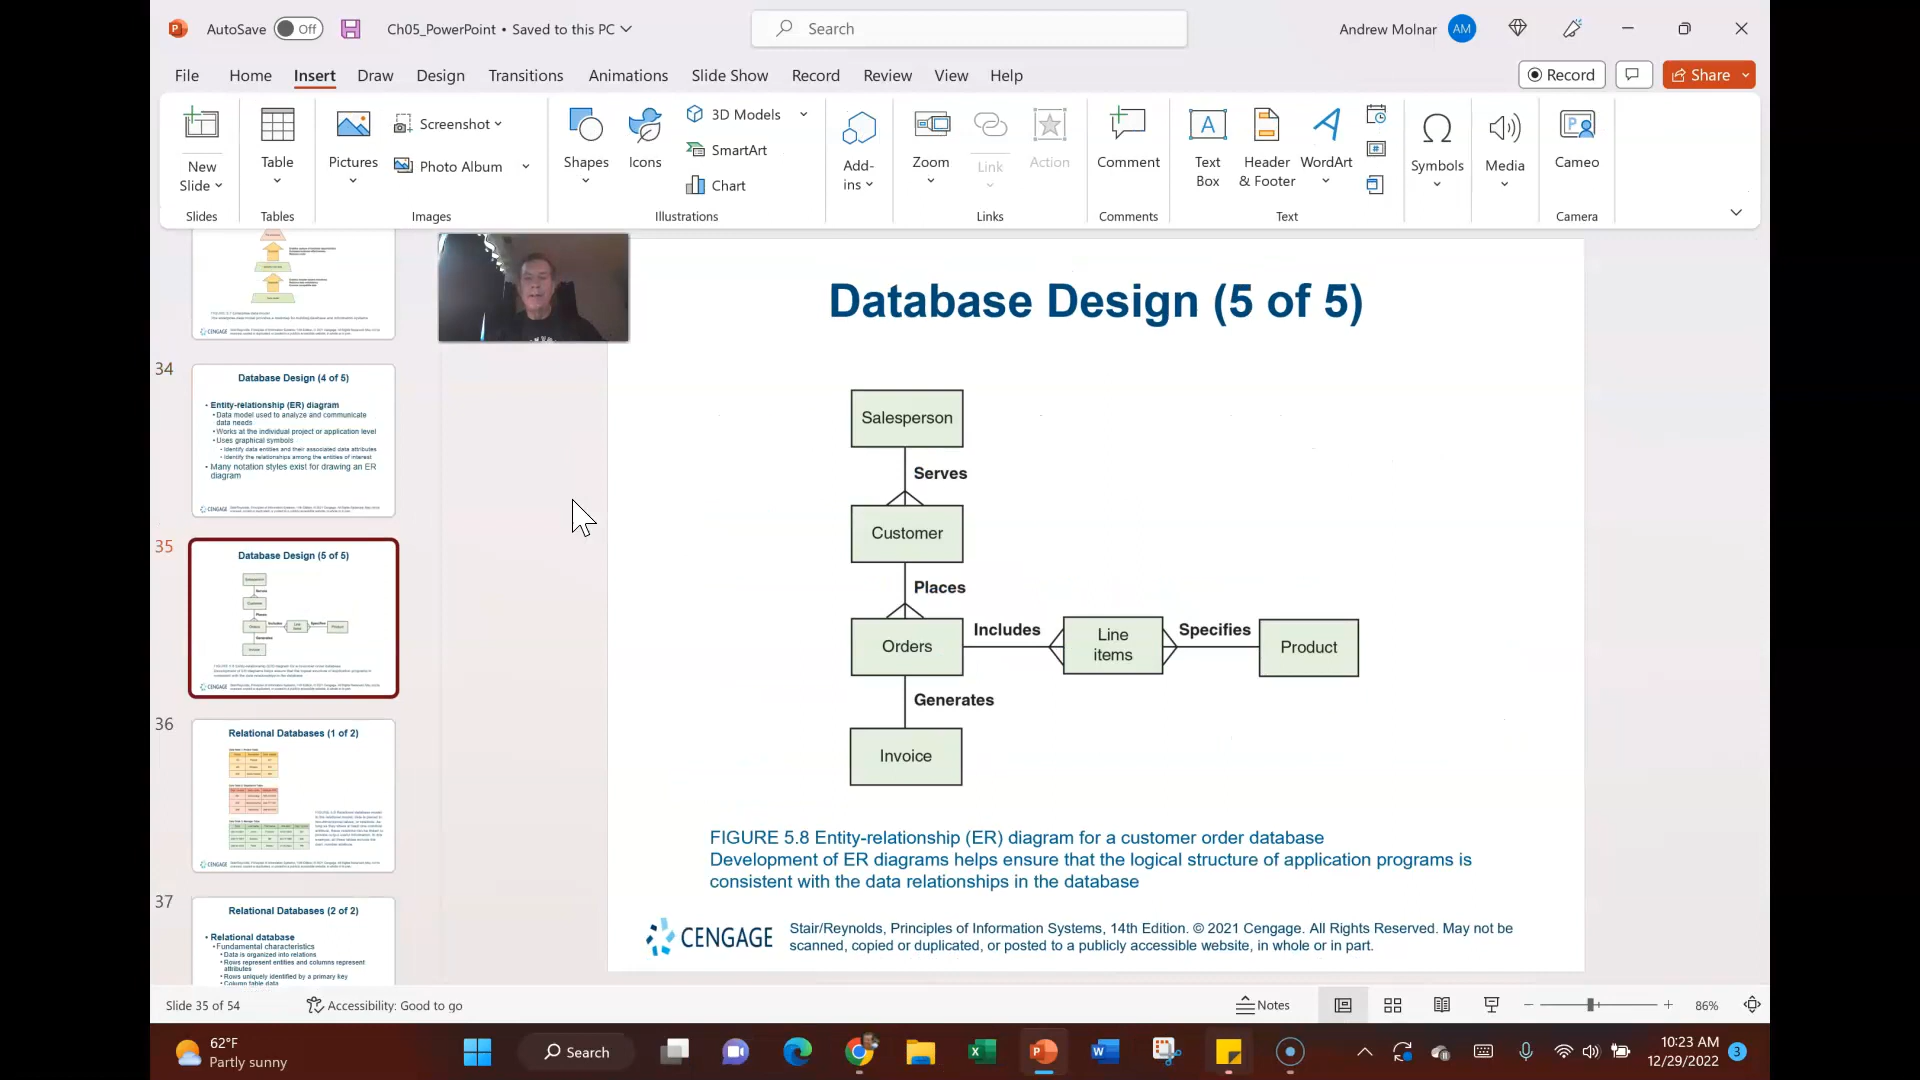 AutoSave Off Ch05_PowerPoint • Saved to this PC Search Andrew Molnar AM
File Home Insert Draw Design Transitions Animations Slide Show Record Review View Help Record Share
New Slide
Table
Pictures
Screenshot
Photo Album
Shapes
Icons
3D Models
SmartArt
Chart
Add-ins
Zoom
Link
Action
Comment
Text Box
Header & Footer
WordArt
Symbols
Media
Cameo
Slides Tables Images Illustrations Links Comments Text Camera
34
Database Design (4 of 5)
• Entity-relationship (ER) diagram
• Data model used to analyze and communicate
data needs
• Works at the individual project or application level
• Uses graphical symbols
• Identify data entities and their associated data attributes
• Identify the relationships among the entities of interest
• Many notation styles exist for drawing an ER
diagram
CENGAGE
35
Database Design (5 of 5)
CENGAGE
36
Relational Databases (1 of 2)
CENGAGE
37
Relational Databases (2 of 2)
• Relational database
• Fundamental characteristics
• Data is organized into relations
• Rows represent entities and columns represent
attributes
• Rows uniquely identified by a primary key
Database Design (5 of 5)
Salesperson
Serves
Customer
Places
Orders
Includes
Line
items
Specifies
Product
Generates
Invoice
FIGURE 5.8 Entity-relationship (ER) diagram for a customer order database
Development of ER diagrams helps ensure that the logical structure of application programs is
consistent with the data relationships in the database
CENGAGE
Stair/Reynolds, Principles of Information Systems, 14th Edition. © 2021 Cengage. All Rights Reserved. May not be
scanned, copied or duplicated, or posted to a publicly accessible website, in whole or in part.
Slide 35 of 54 Accessibility: Good to go Notes 86%
62°F
Partly sunny
Search
10:23 AM
12/29/2022
3